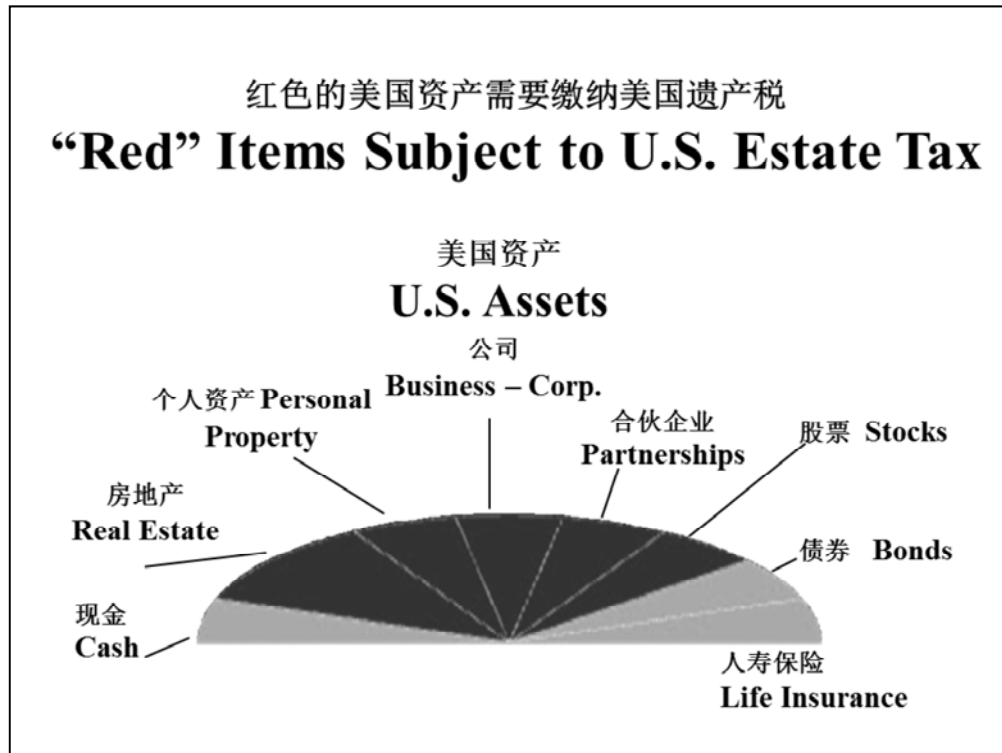 红色的美国资产需要缴纳美国遗产税
“Red” Items Subject to U.S. Estate Tax
美国资产
U.S. Assets
公司
Business – Corp.
个人资产 Personal
Property
合伙企业
Partnerships
股票 Stocks
房地产
Real Estate
债券 Bonds
现金
Cash
人寿保险
Life Insurance